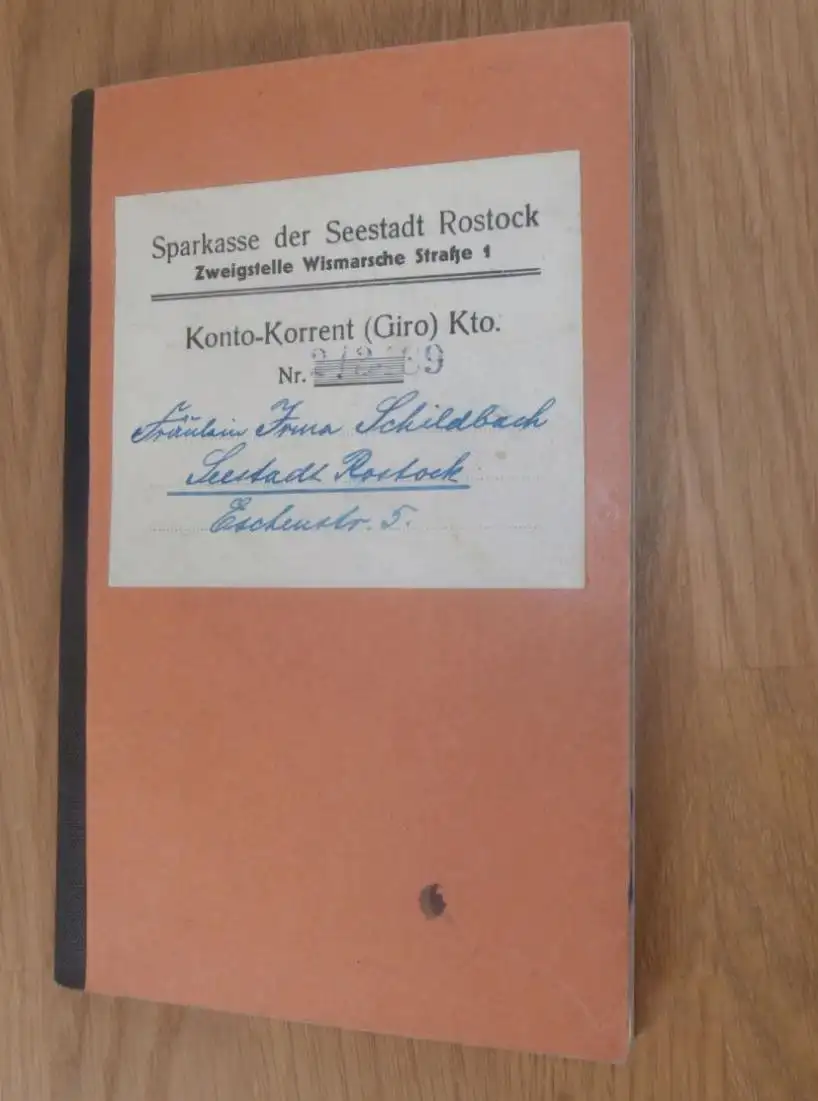 Sparkasse der Seestadt Rostock
Zweigstelle Wismarsche Straße 1
Konto-Korrent (Giro) Kto.
Nr.
Fräulein Irma Schildbach
Seestadt Rostock
Eschenstr. 5.